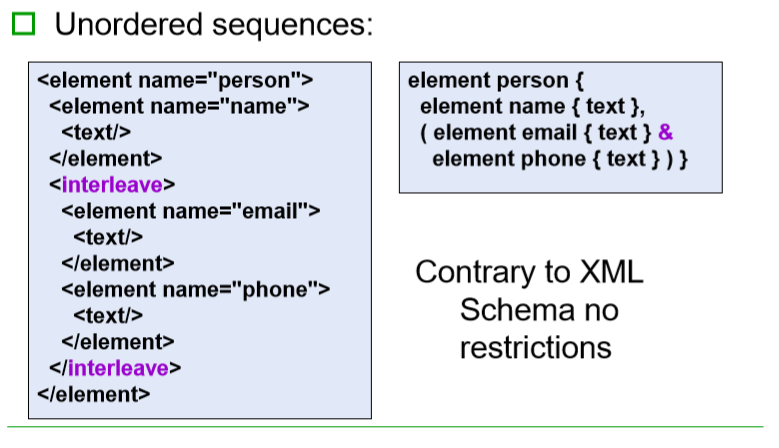 Unordered sequences:
<element name="person">
<element name="name">
<text/>
</element>
<interleave>
<element name="email">
<text/>
</element>
<element name="phone">
<text/>
</element>
</interleave>
</element>
element person {
element name { text },
( element email { text } &
element phone { text } ) }
Contrary to XML
Schema no
restrictions